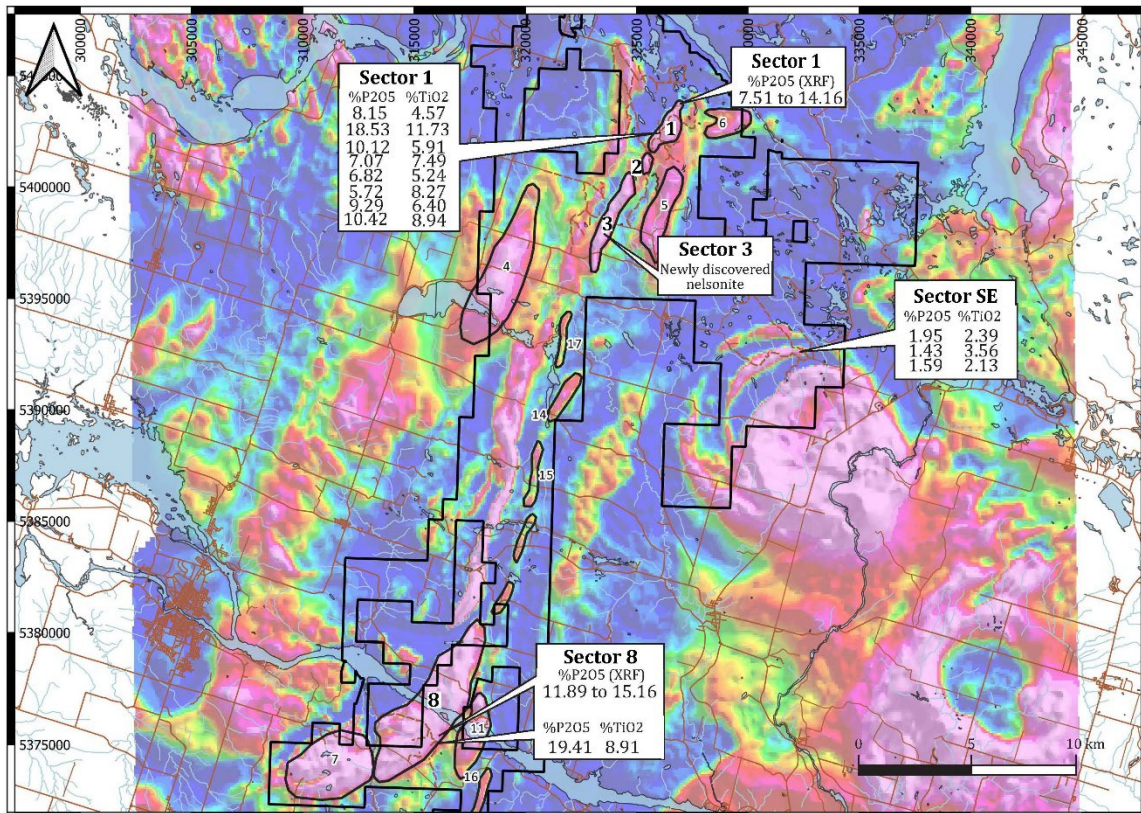 300000
305000
310000
315000
320000
325000
330000
335000
340000
3450000
5400000
5395000
5390000
5385000
5380000
5375000
Sector 1
%P2O5 %TiO2
8.15 4.57
18.53 11.73
10.12 5.91
7.07 7.49
6.82 5.24
5.72 8.27
9.29 6.40
10.42 8.94
Sector 1
%P2O5 (XRF)
7.51 to 14.16
1
6
2
5
3
4
Sector 3
Newly discovered
nelsonite
Sector SE
%P2O5 %TiO2
1.95 2.39
1.43 3.56
1.59 2.13
17
14
15
Sector 8
%P2O5 (XRF)
11.89 to 15.16
%P2O5 %TiO2
19.41 8.91
8
11
7
16
0 5 10 km